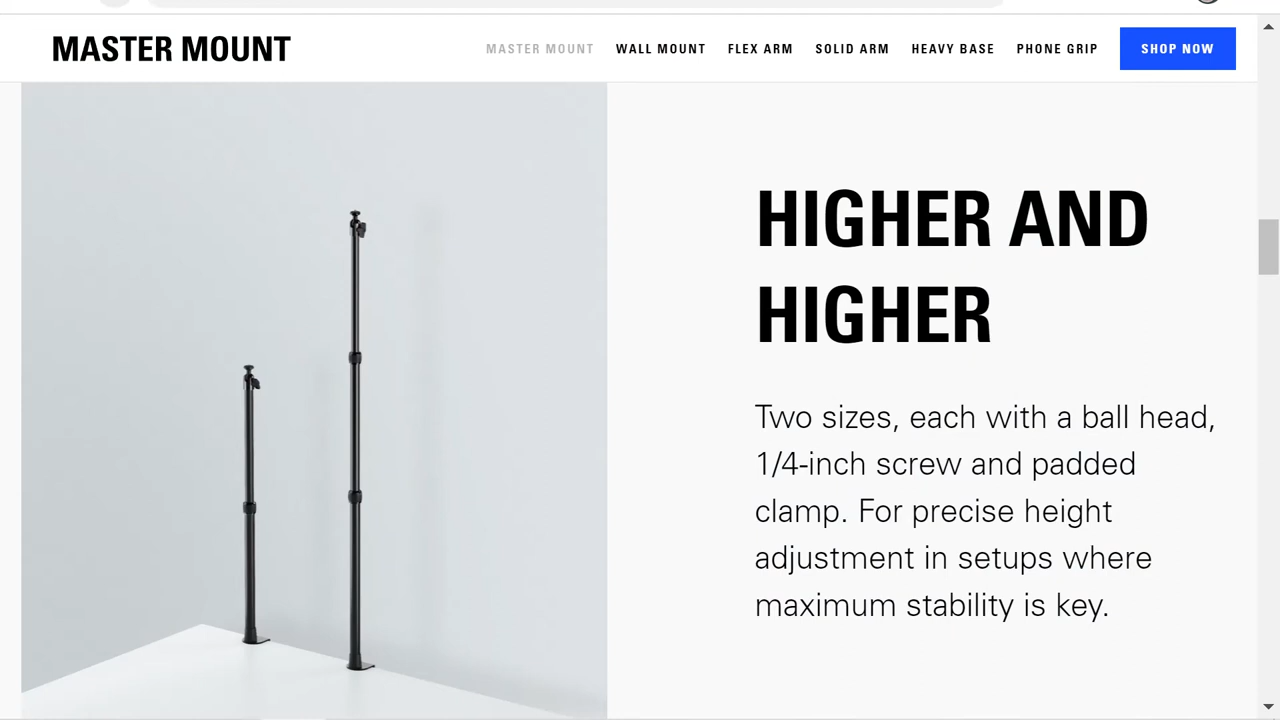 MASTER MOUNT
MASTER MOUNT
WALL MOUNT
FLEX ARM
SOLID ARM
HEAVY BASE
PHONE GRIP
SHOP NOW
HIGHER AND
HIGHER
Two sizes, each with a ball head,
1/4-inch screw and padded
clamp. For precise height
adjustment in setups where
maximum stability is key.